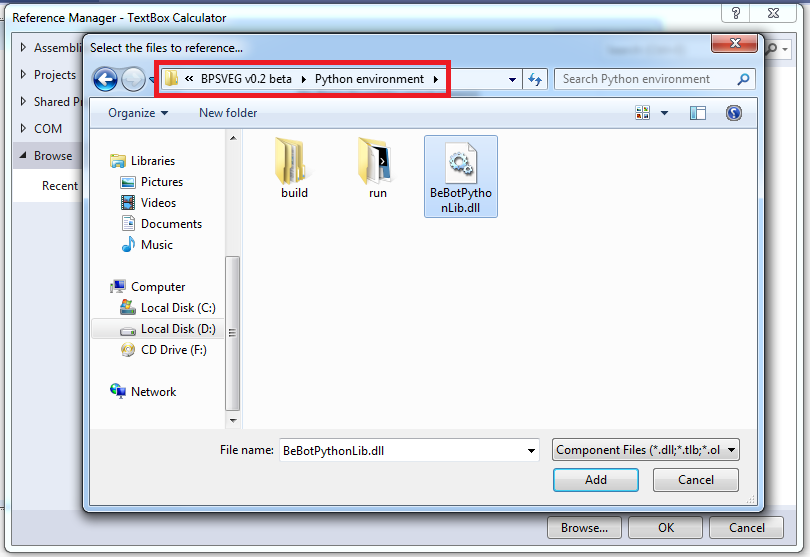 Reference Manager - TextBox Calculator
Assembli
Projects
Shared Pr
COM
Browse
Recent
Select the files to reference...
« BPSVEG v0.2 beta Python environment
Search Python environment
Organize New folder
Libraries
Pictures
Videos
Documents
Music
Computer
Local Disk (C:)
Local Disk (D:)
CD Drive (F:)
Network
build
run
BeBotPytho
nLib.dll
File name: BeBotPythonLib.dll
Component Files (*.dll;*.tlb;*.ol
Add Cancel
Browse... OK Cancel